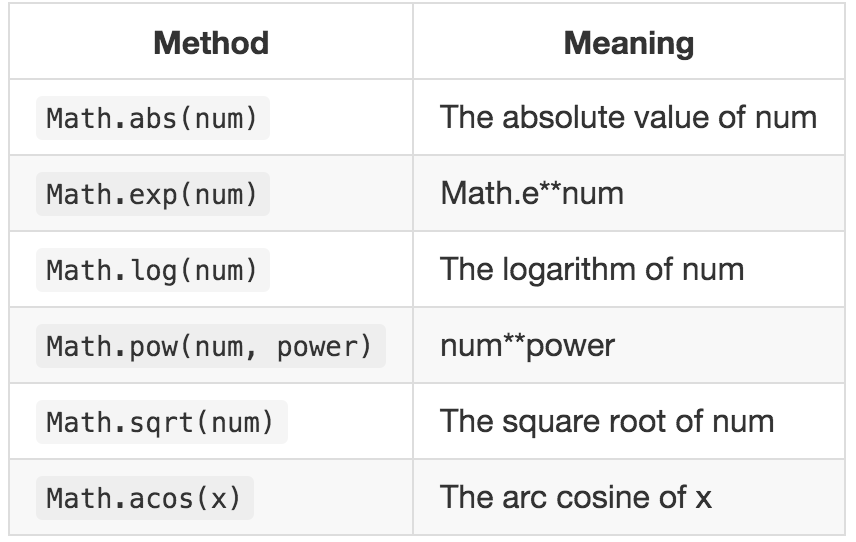 Method Meaning
Math.abs(num) The absolute value of num
Math.exp(num) Math.e**num
Math.log(num) The logarithm of num
Math.pow(num, power) num**power
Math.sqrt(num) The square root of num
Math.acos(x) The arc cosine of x